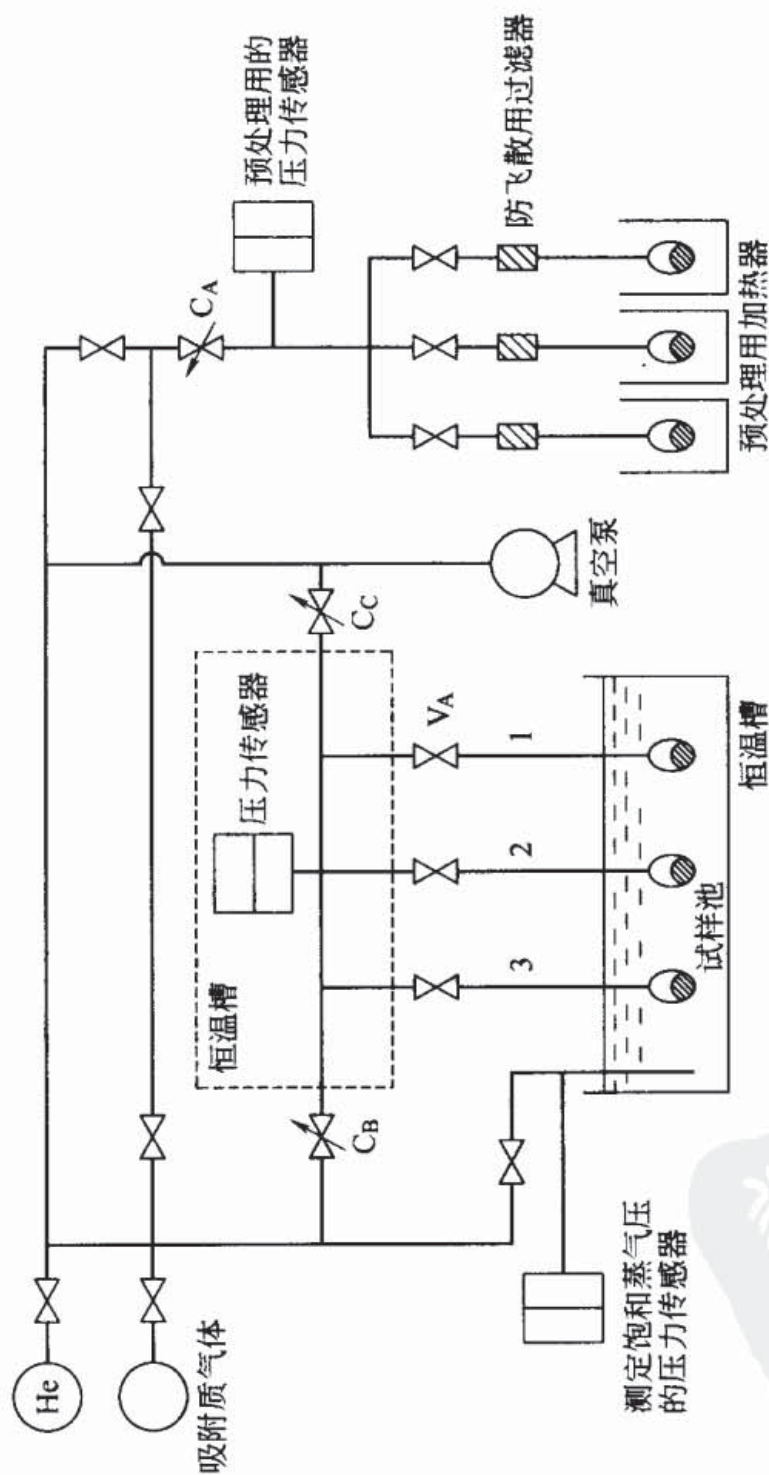 He
吸附质气体
测定饱和蒸气压
的压力传感器
C_B
恒温槽
压力传感器
C_C
V_A
3
2
1
试样池
恒温槽
真空泵
C_A
预处理用的
压力传感器
防飞散用过滤器
预处理用加热器